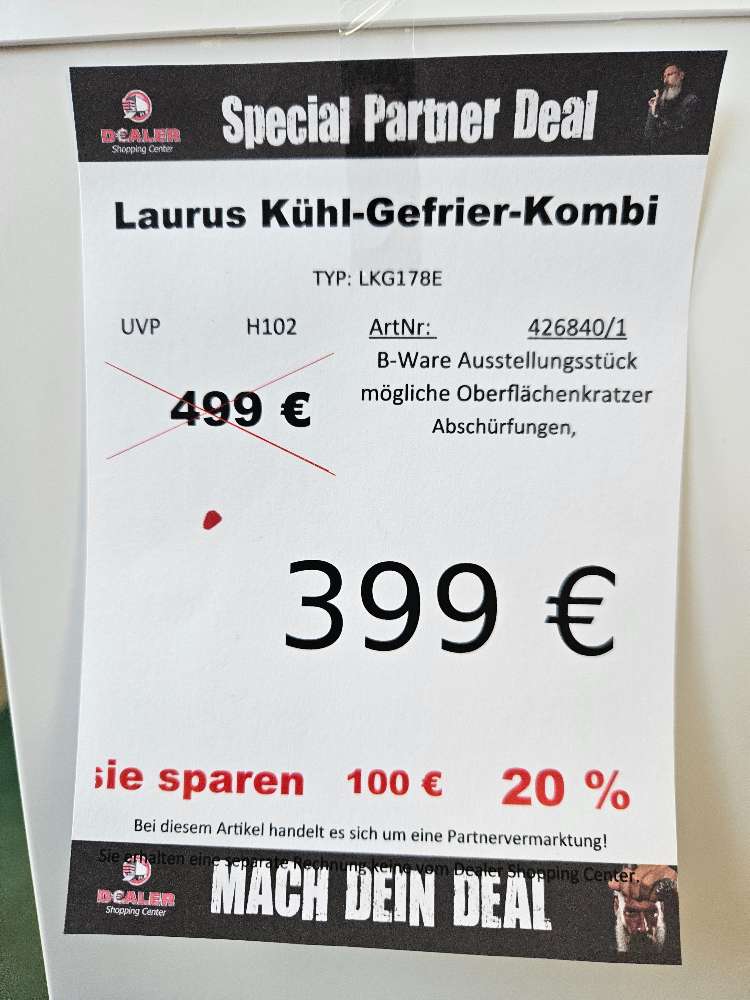 DEALER
Shopping Center
Special Partner Deal
Laurus Kühl-Gefrier-Kombi
TYP: LKG178E
UVP H102 ArtNr: 426840/1
B-Ware Ausstellungsstück
mögliche Oberflächenkratzer
499 €
Abschürfungen,
399 €
sie sparen 100 € 20 %
Bei diesem Artikel handelt es sich um eine Partnervermarktung!
Sie erhalten eine separate Rechnung keine vom Dealer Shopping Center.
D€ALER
Shopping Center
MACH DEIN DEAL